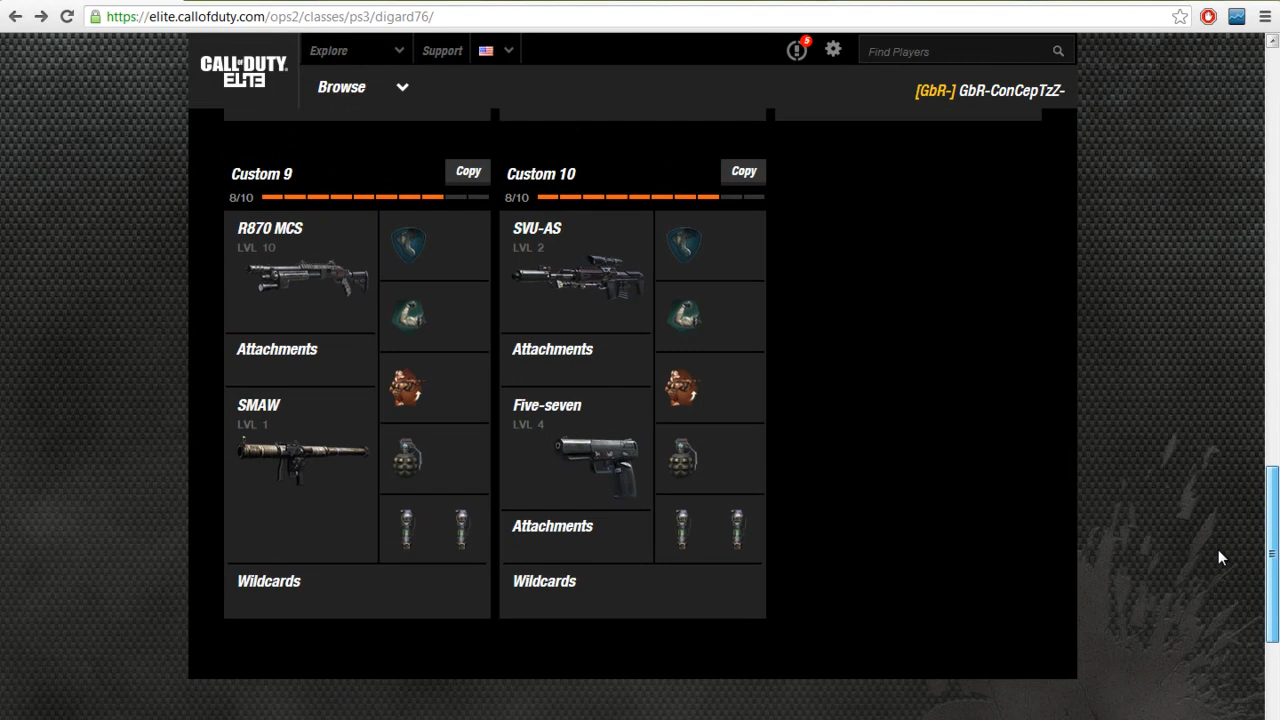 https://elite.callofduty.com/ops2/classes/ps3/digard76/
CALL OF DUTY
ELITE
Explore
Support
5
Find Players
Browse
[GbR-] GbR-ConCepTzZ-
Custom 9
Copy
8/10
R870 MCS
LVL 10
Attachments
SMAW
LVL 1
Wildcards
Custom 10
Copy
8/10
SVU-AS
LVL 2
Attachments
Five-seven
LVL 4
Attachments
Wildcards